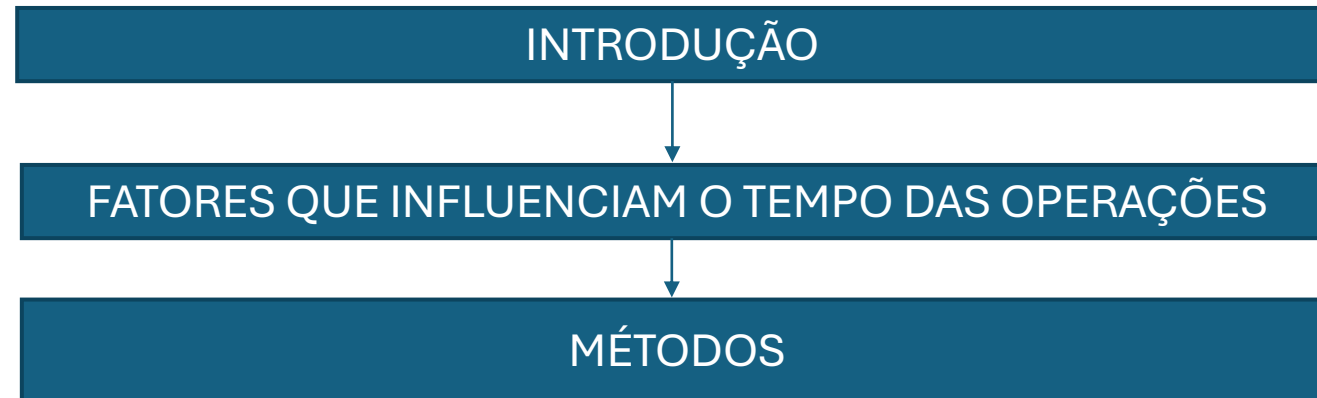 INTRODUÇÃO
FATORES QUE INFLUENCIAM O TEMPO DAS OPERAÇÕES
MÉTODOS